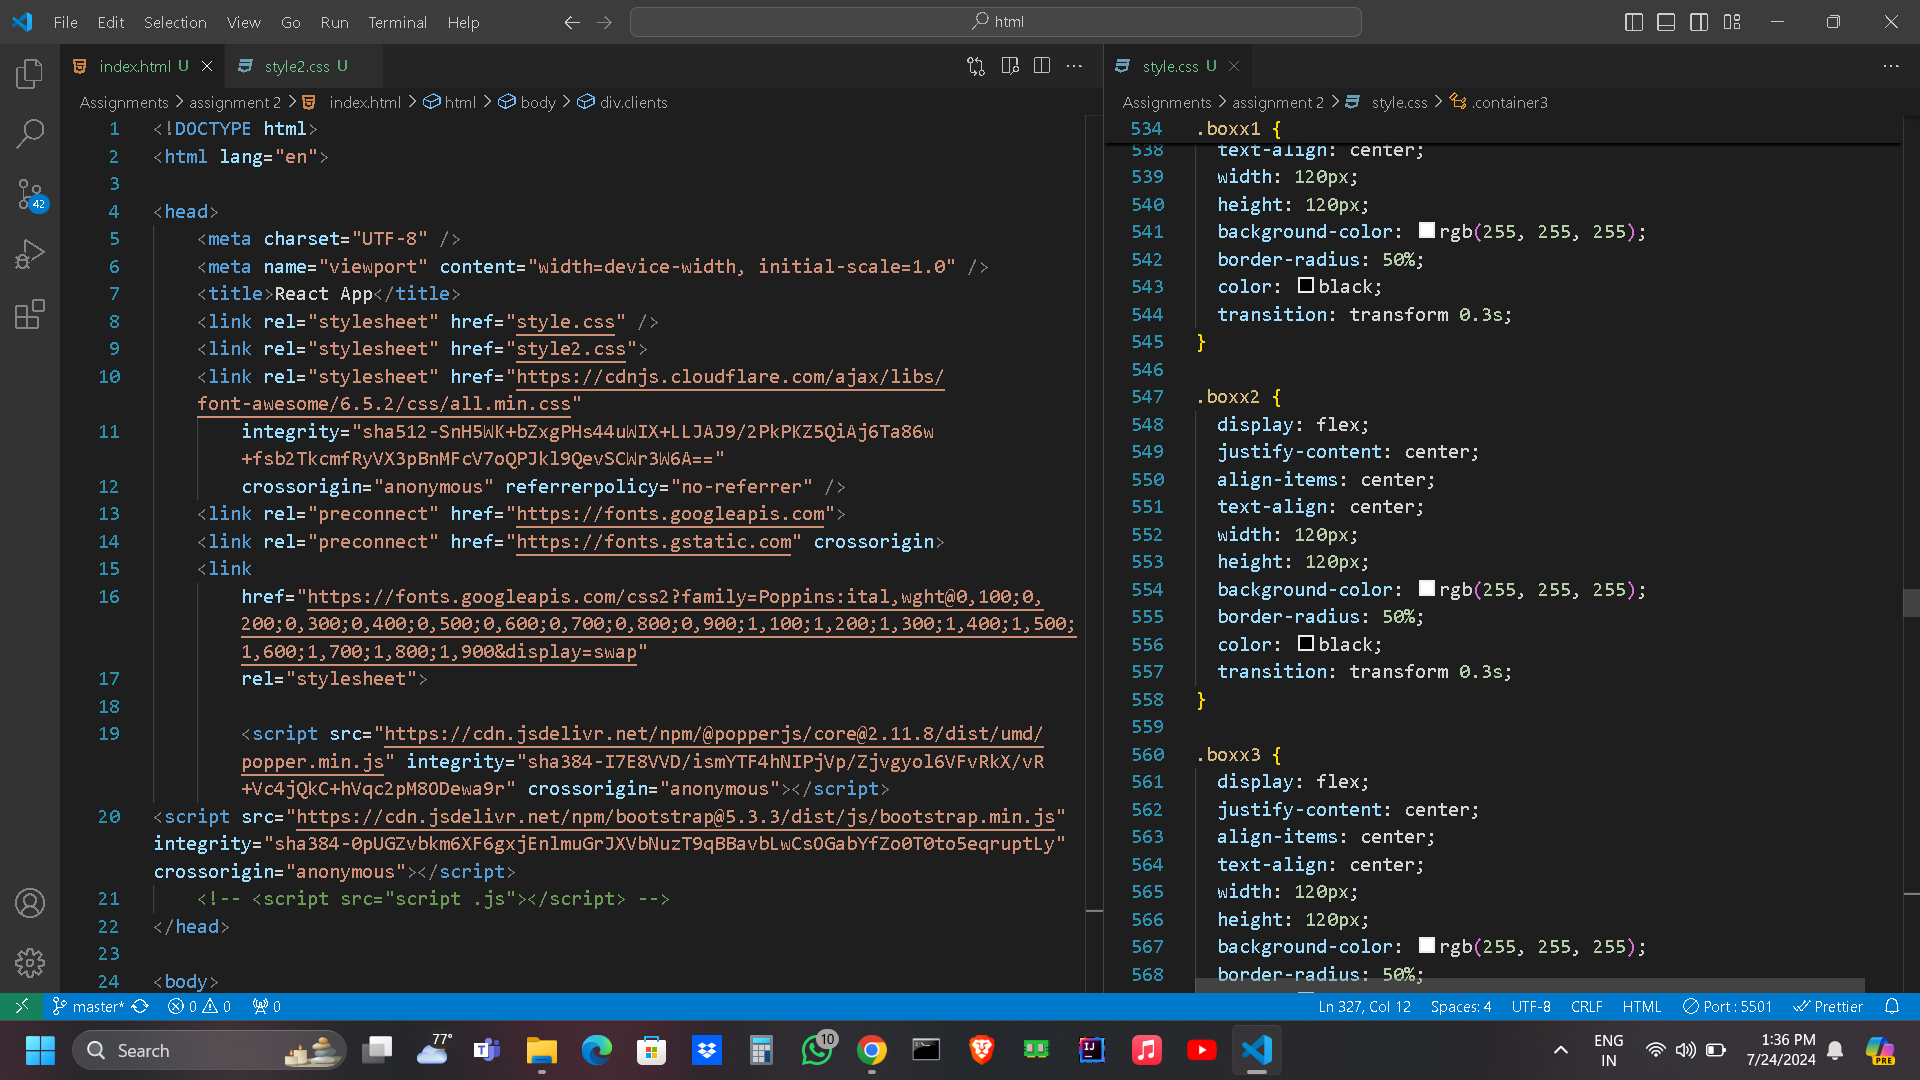 File Edit Selection View Go Run Terminal Help
html
index.html U
style2.css U
Assignments > assignment 2 > index.html > html > body > div.clients
1 <!DOCTYPE html>
2 <html lang="en">
3
4 <head>
5 <meta charset="UTF-8" />
6 <meta name="viewport" content="width=device-width, initial-scale=1.0" />
7 <title>React App</title>
8 <link rel="stylesheet" href="style.css" />
9 <link rel="stylesheet" href="style2.css">
10 <link rel="stylesheet" href="https://cdnjs.cloudflare.com/ajax/libs/
font-awesome/6.5.2/css/all.min.css"
11 integrity="sha512-SnH5WK+bZxgPHs44uWIX+LLJAJ9/2PkPKZ5QiAj6Ta86w
+fsb2TkcmfRyVX3pBnMFcV7oQPJkl9QevSCWr3W6A=="
12 crossorigin="anonymous" referrerpolicy="no-referrer" />
13 <link rel="preconnect" href="https://fonts.googleapis.com">
14 <link rel="preconnect" href="https://fonts.gstatic.com" crossorigin>
15 <link
16 href="https://fonts.googleapis.com/css2?family=Poppins:ital,wght@0,100;0,
200;0,300;0,400;0,500;0,600;0,700;0,800;0,900;1,100;1,200;1,300;1,400;1,500;
1,600;1,700;1,800;1,900&display=swap"
17 rel="stylesheet">
18
19 <script src="https://cdn.jsdelivr.net/npm/@popperjs/core@2.11.8/dist/umd/
popper.min.js" integrity="sha384-I7E8VVD/ismYTF4hNIPjVp/Zjvgyol6VFvRkX/vR
+Vc4jQkC+hVqc2pM8ODewa9r" crossorigin="anonymous"></script>
20 <script src="https://cdn.jsdelivr.net/npm/bootstrap@5.3.3/dist/js/bootstrap.min.js"
integrity="sha384-0pUGZvbkm6XF6gxjEnlmuGrJXVbNuzT9qBBavbLwCsOGabYfZo0T0to5eqruptLy"
crossorigin="anonymous"></script>
21 <!-- <script src="script .js"></script> -->
22 </head>
23
24 <body>
style.css U
Assignments > assignment 2 > style.css > .container3
534 .boxx1 {
538 text-align: center;
539 width: 120px;
540 height: 120px;
541 background-color: rgb(255, 255, 255);
542 border-radius: 50%;
543 color: black;
544 transition: transform 0.3s;
545 }
546
547 .boxx2 {
548 display: flex;
549 justify-content: center;
550 align-items: center;
551 text-align: center;
552 width: 120px;
553 height: 120px;
554 background-color: rgb(255, 255, 255);
555 border-radius: 50%;
556 color: black;
557 transition: transform 0.3s;
558 }
559
560 .boxx3 {
561 display: flex;
562 justify-content: center;
563 align-items: center;
564 text-align: center;
565 width: 120px;
566 height: 120px;
567 background-color: rgb(255, 255, 255);
568 border-radius: 50%;
42
master* 0 0 0
Ln 327, Col 12 Spaces: 4 UTF-8 CRLF HTML Port : 5501 Prettier
Search
77°
10
ENG
IN
1:36 PM
7/24/2024
PRE